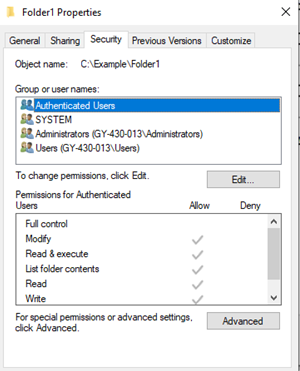 Folder1 Properties
General Sharing Security Previous Versions Customize
Object name: C:\Example\Folder1
Group or user names:
Authenticated Users
SYSTEM
Administrators (GY-430-013\Administrators)
Users (GY-430-013\Users)
To change permissions, click Edit. Edit...
Permissions for Authenticated
Users Allow Deny
Full control
Modify
Read & execute
List folder contents
Read
Write
For special permissions or advanced settings,
click Advanced. Advanced